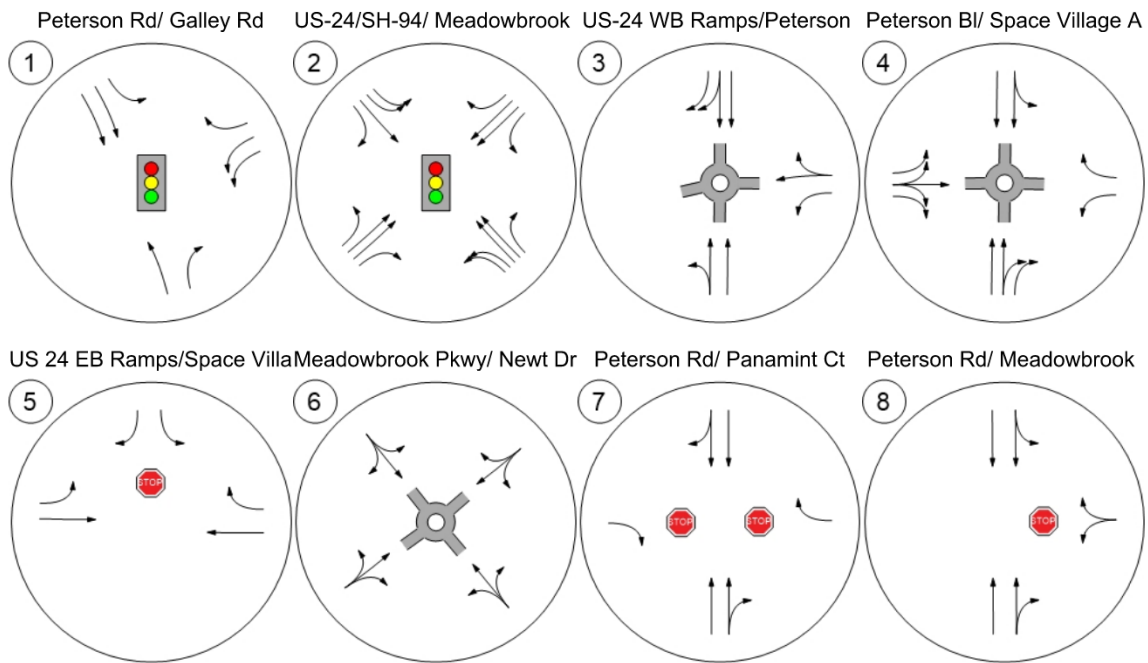 Peterson Rd/ Galley Rd
US-24/SH-94/ Meadowbrook
US-24 WB Ramps/Peterson
Peterson Bl/ Space Village A
1
2
3
4
US 24 EB Ramps/Space Villa
Meadowbrook Pkwy/ Newt Dr
Peterson Rd/ Panamint Ct
Peterson Rd/ Meadowbrook
5
6
7
8
STOP
STOP
STOP
STOP